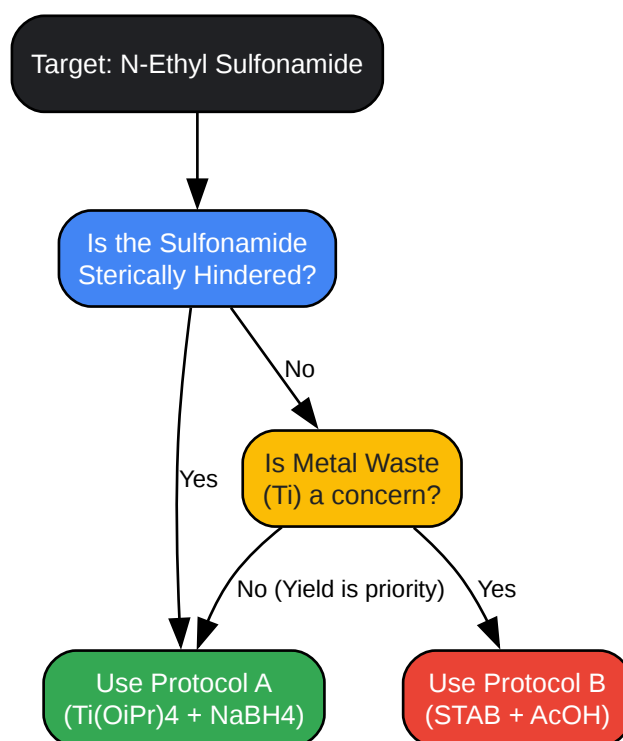 Target: N-Ethyl Sulfonamide
Is the Sulfonamide
Sterically Hindered?
No
Is Metal Waste
(Ti) a concern?
Yes
No (Yield is priority)
Yes
Use Protocol A
(Ti(OiPr)4 + NaBH4)
Use Protocol B
(STAB + AcOH)